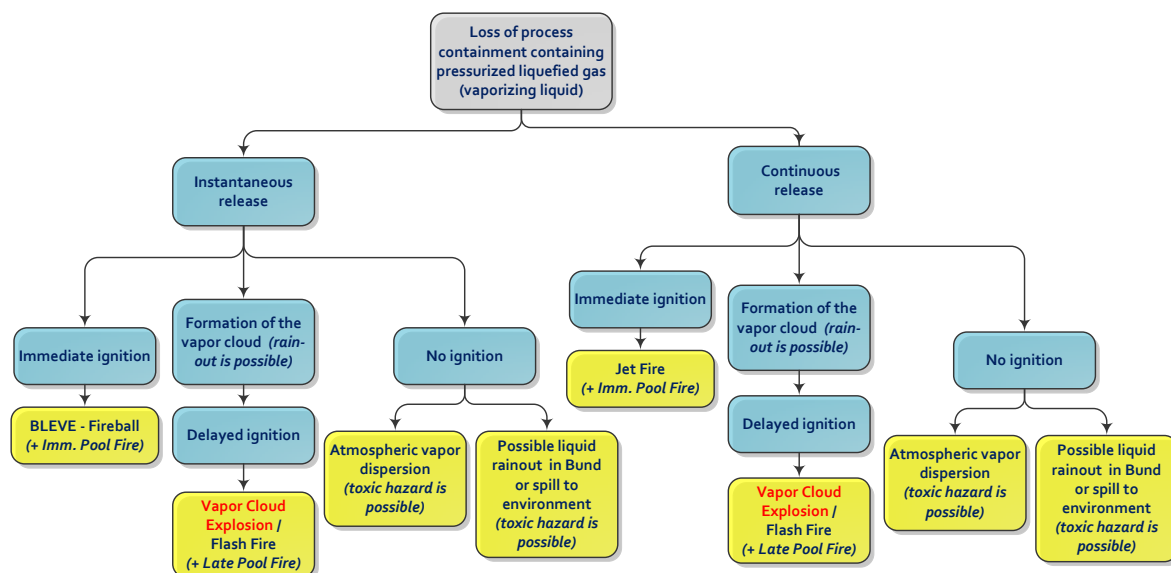 Loss of process
containment containing
pressurized liquefied gas
(vaporizing liquid)
Instantaneous
release
Continuous
release
Immediate ignition
Formation of the
vapor cloud (rain-
out is possible)
No ignition
BLEVE - Fireball
(+ Imm. Pool Fire)
Delayed ignition
Vapor Cloud
Explosion /
Flash Fire
(+ Late Pool Fire)
Atmospheric vapor
dispersion
(toxic hazard is
possible)
Possible liquid
rainout in Bund
or spill to
environment
(toxic hazard is
possible)
Immediate ignition
Formation of the
vapor cloud (rain-
out is possible)
No ignition
Jet Fire
(+ Imm. Pool Fire)
Delayed ignition
Vapor Cloud
Explosion /
Flash Fire
(+ Late Pool Fire)
Atmospheric vapor
dispersion
(toxic hazard is
possible)
Possible liquid
rainout in Bund
or spill to
environment
(toxic hazard is
possible)